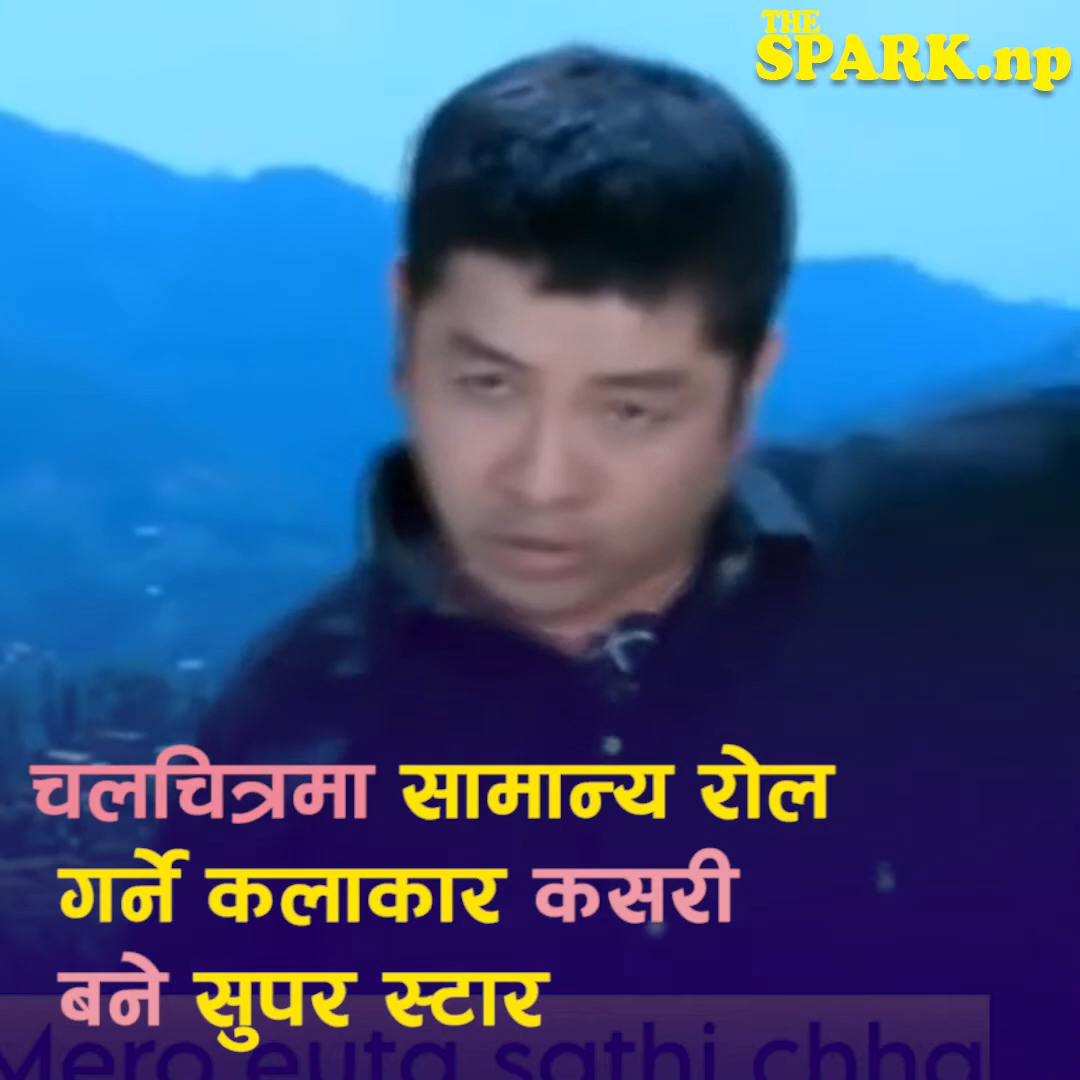 THE
SPARK.np
चलचित्रमा सामान्य रोल
गर्ने कलाकार कसरी
बने सुपर स्टार
Mero euta sathi chha